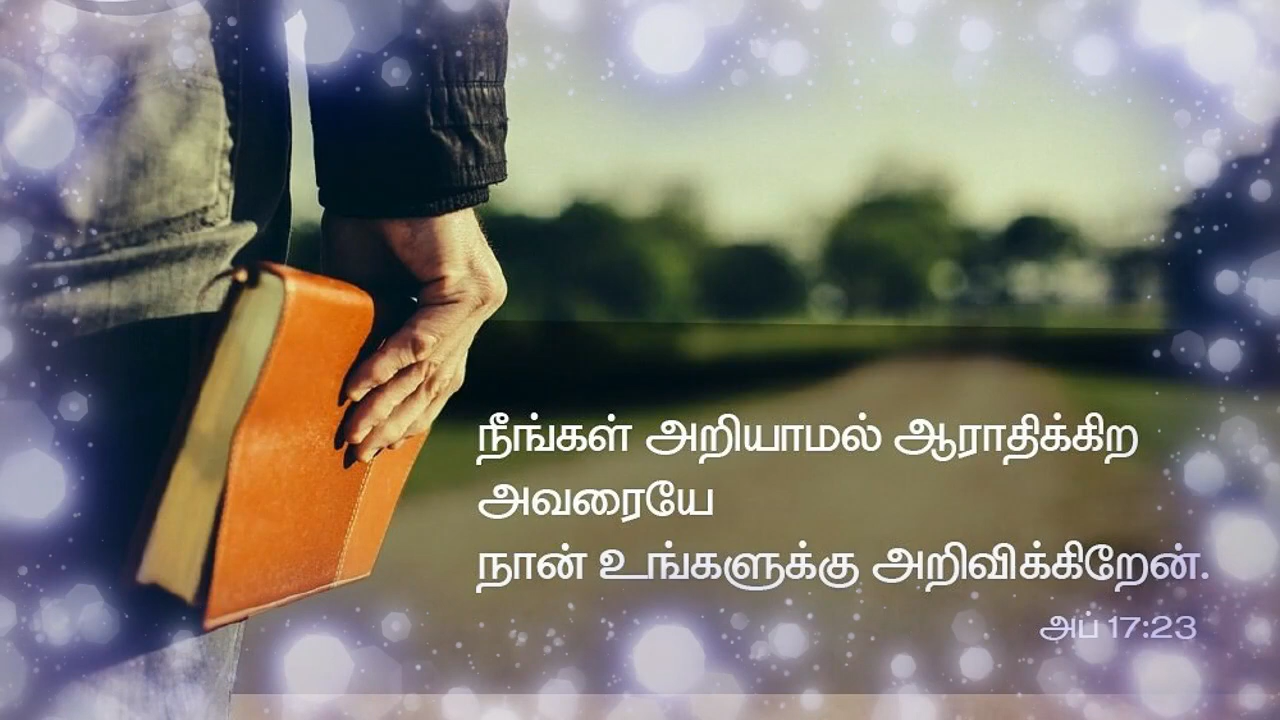 நீங்கள் அறியாமல் ஆராதிக்கிற
அவரையே
நான் உங்களுக்கு அறிவிக்கிறேன்.
அப் 17:23